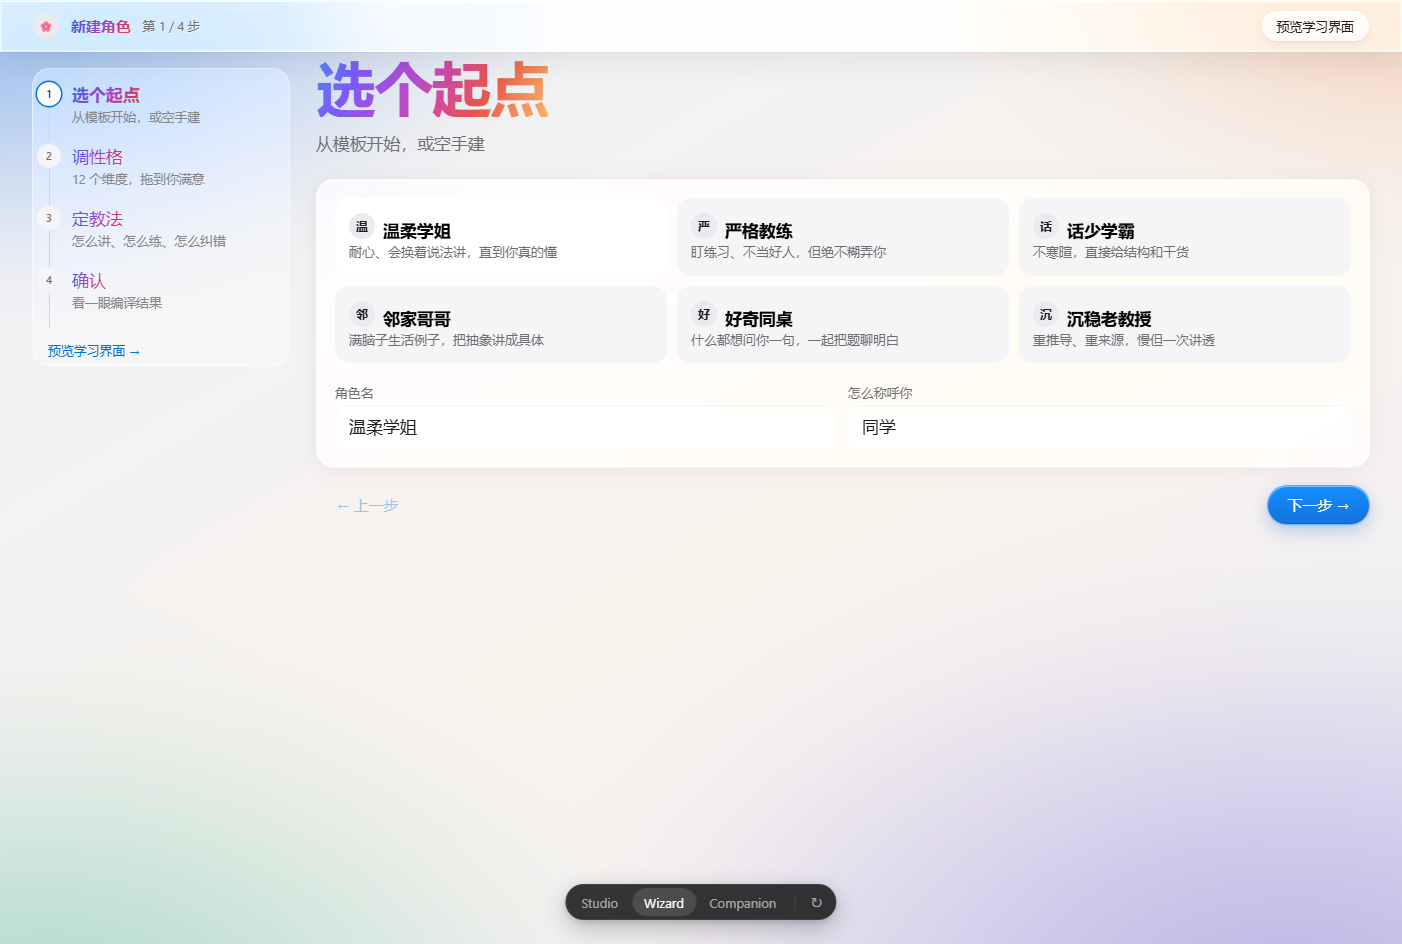 新建角色 第 1 / 4 步
预览学习界面
1 选个起点
从模板开始，或空手建
2 调性格
12 个维度，拖到你满意
3 定教法
怎么讲、怎么练、怎么纠错
4 确认
看一眼编译结果
预览学习界面 →
选个起点
从模板开始，或空手建
温 温柔学姐
耐心、会换着说法讲，直到你真的懂
严 严格教练
盯练习、不当好人，但绝不糊弄你
话 话少学霸
不寒暄，直接给结构和干货
邻 邻家哥哥
满脑子生活例子，把抽象讲成具体
好 好奇同桌
什么都想问你一句，一起把题聊明白
沉 沉稳老教授
重推导、重来源，慢但一次讲透
角色名
温柔学姐
怎么称呼你
同学
← 上一步
下一步 →
Studio Wizard Companion ↻